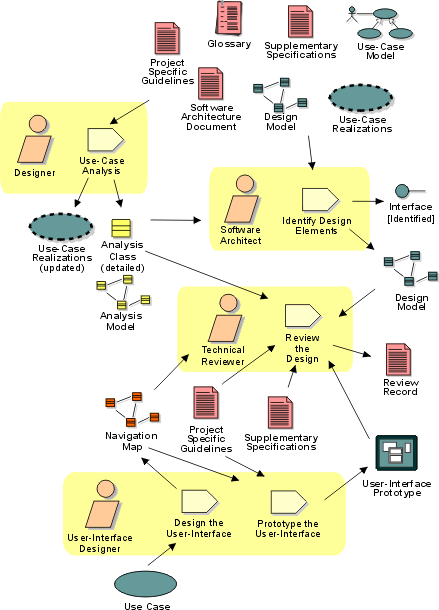 Project
Specific
Guidelines
Glossary
Supplementary
Specifications
Use-Case
Model
Software
Architecture
Document
Design
Model
Use-Case
Realizations
Designer
Use-Case
Analysis
Software
Architect
Identify Design
Elements
Interface
[Identified]
Use-Case
Realizations
(updated)
Analysis
Class
(detailed)
Analysis
Model
Design
Model
Technical
Reviewer
Review
the
Design
Review
Record
Navigation
Map
Project
Specific
Guidelines
Supplementary
Specifications
User-Interface
Prototype
User-Interface
Designer
Design the
User-Interface
Prototype the
User-Interface
Use Case